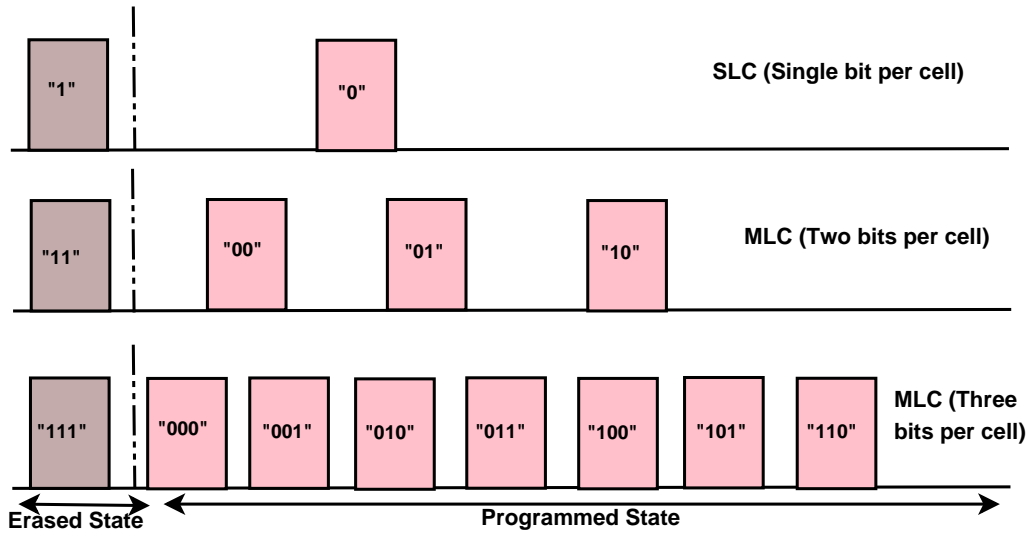 "1"
"0"
SLC (Single bit per cell)
"11"
"00"
"01"
"10"
MLC (Two bits per cell)
"111"
"000"
"001"
"010"
"011"
"100"
"101"
"110"
MLC (Three
bits per cell)
Erased State
Programmed State